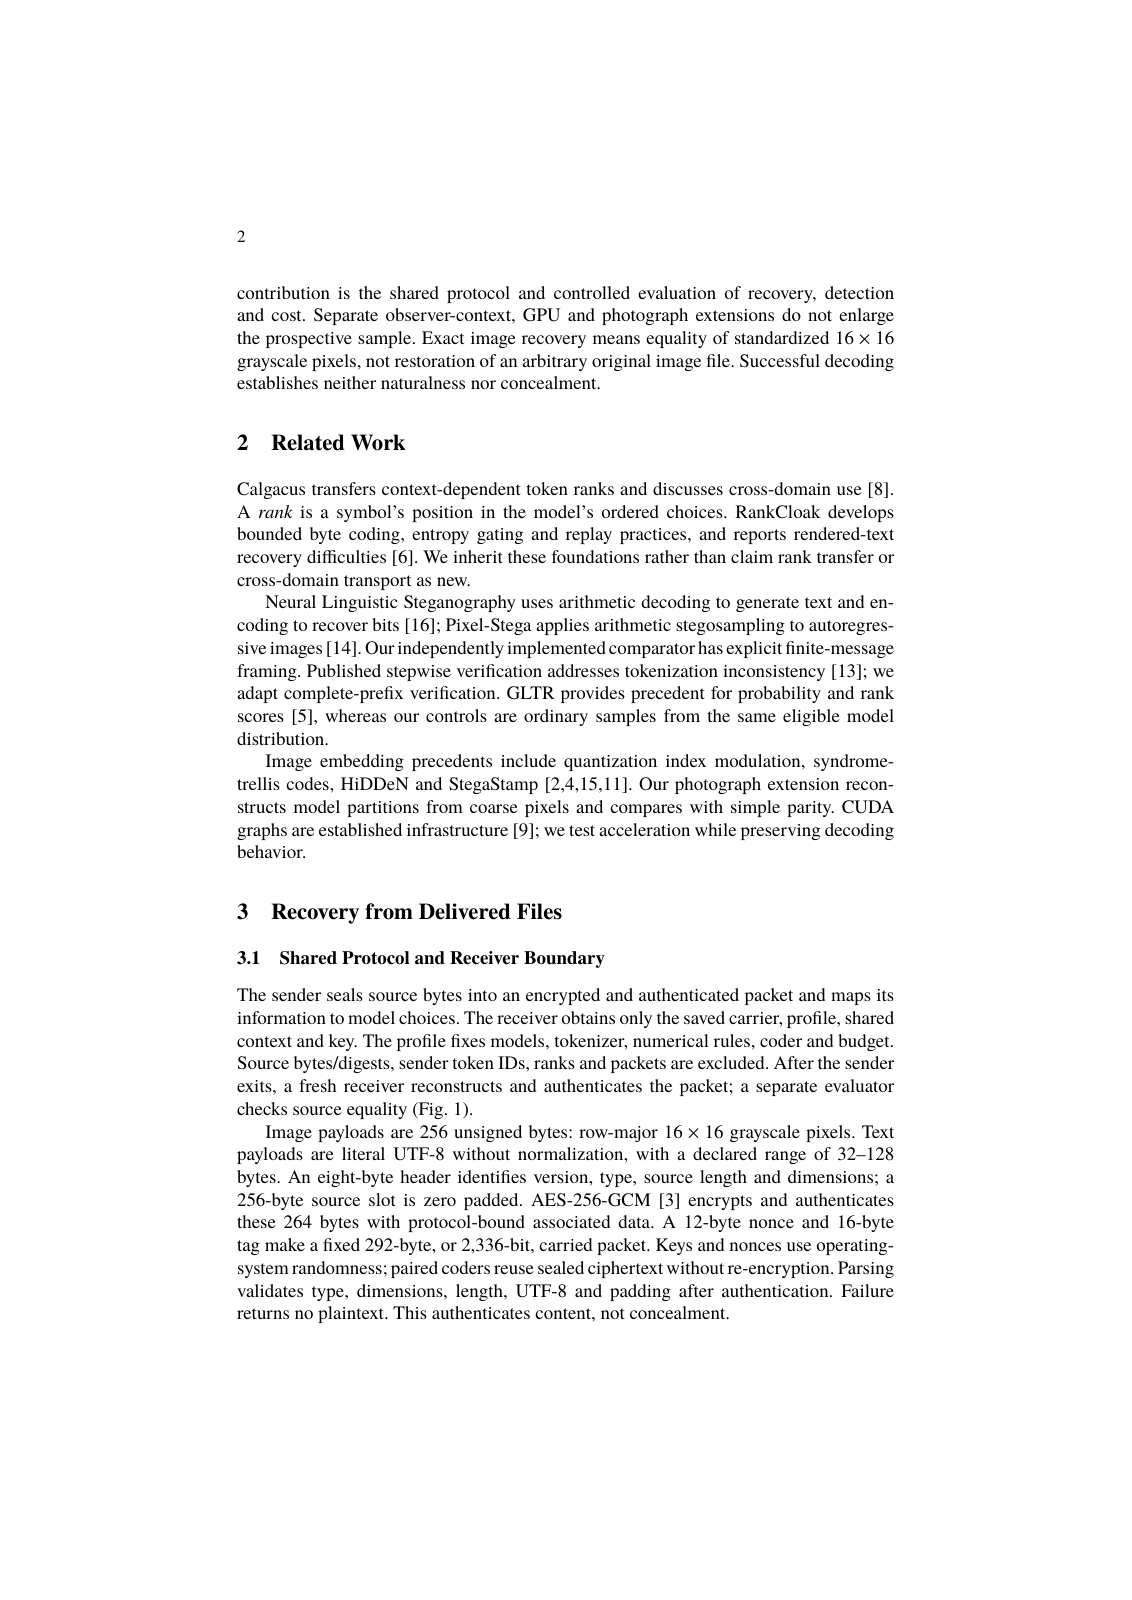 2
contribution is the shared protocol and controlled evaluation of recovery, detection
and cost. Separate observer-context, GPU and photograph extensions do not enlarge
the prospective sample. Exact image recovery means equality of standardized 16 × 16
grayscale pixels, not restoration of an arbitrary original image file. Successful decoding
establishes neither naturalness nor concealment.
2 Related Work
Calgacus transfers context-dependent token ranks and discusses cross-domain use [8].
A rank is a symbol's position in the model's ordered choices. RankCloak develops
bounded byte coding, entropy gating and replay practices, and reports rendered-text
recovery difficulties [6]. We inherit these foundations rather than claim rank transfer or
cross-domain transport as new.
Neural Linguistic Steganography uses arithmetic decoding to generate text and en-
coding to recover bits [16]; Pixel-Stega applies arithmetic stegosampling to autoregres-
sive images [14]. Our independently implemented comparator has explicit finite-message
framing. Published stepwise verification addresses tokenization inconsistency [13]; we
adapt complete-prefix verification. GLTR provides precedent for probability and rank
scores [5], whereas our controls are ordinary samples from the same eligible model
distribution.
Image embedding precedents include quantization index modulation, syndrome-
trellis codes, HiDDeN and StegaStamp [2,4,15,11]. Our photograph extension recon-
structs model partitions from coarse pixels and compares with simple parity. CUDA
graphs are established infrastructure [9]; we test acceleration while preserving decoding
behavior.
3 Recovery from Delivered Files
3.1 Shared Protocol and Receiver Boundary
The sender seals source bytes into an encrypted and authenticated packet and maps its
information to model choices. The receiver obtains only the saved carrier, profile, shared
context and key. The profile fixes models, tokenizer, numerical rules, coder and budget.
Source bytes/digests, sender token IDs, ranks and packets are excluded. After the sender
exits, a fresh receiver reconstructs and authenticates the packet; a separate evaluator
checks source equality (Fig. 1).
Image payloads are 256 unsigned bytes: row-major 16 × 16 grayscale pixels. Text
payloads are literal UTF-8 without normalization, with a declared range of 32–128
bytes. An eight-byte header identifies version, type, source length and dimensions; a
256-byte source slot is zero padded. AES-256-GCM [3] encrypts and authenticates
these 264 bytes with protocol-bound associated data. A 12-byte nonce and 16-byte
tag make a fixed 292-byte, or 2,336-bit, carried packet. Keys and nonces use operating-
system randomness; paired coders reuse sealed ciphertext without re-encryption. Parsing
validates type, dimensions, length, UTF-8 and padding after authentication. Failure
returns no plaintext. This authenticates content, not concealment.